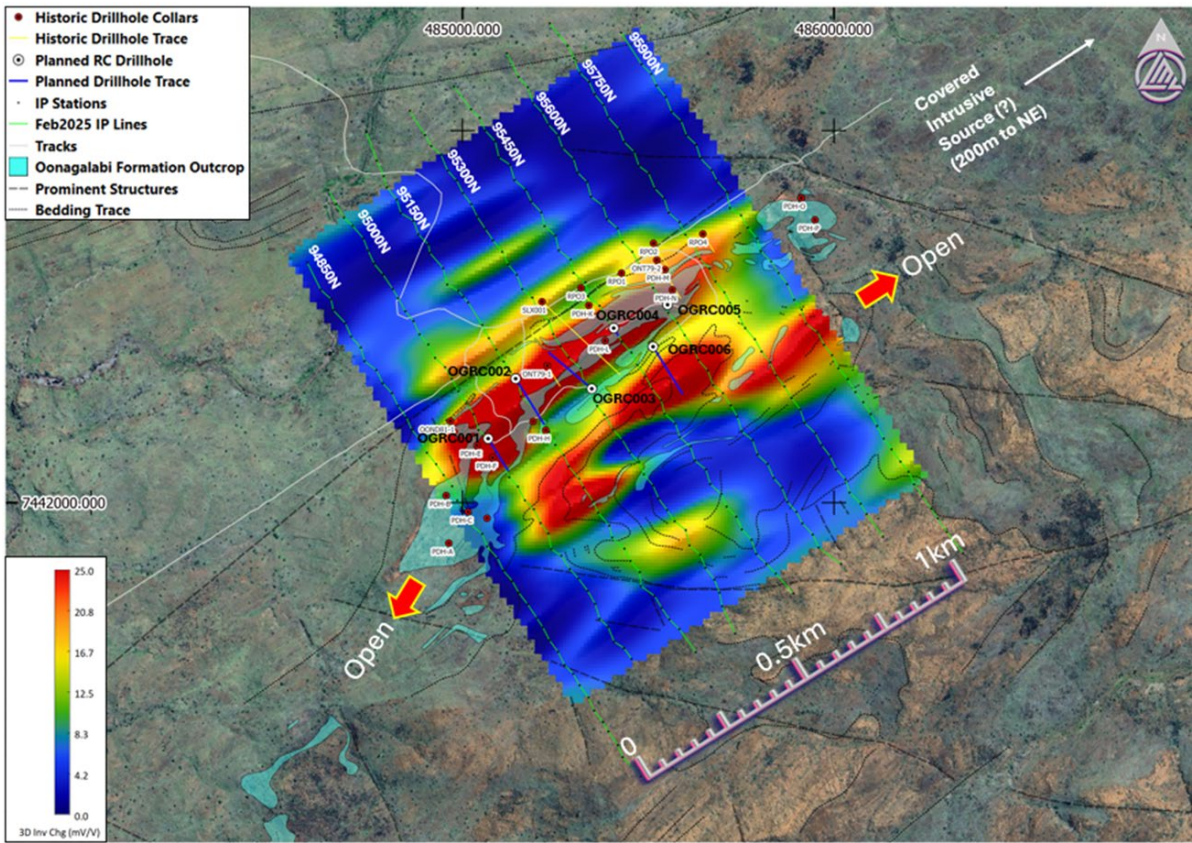 Historic Drillhole Collars
Historic Drillhole Trace
Planned RC Drillhole
Planned Drillhole Trace
IP Stations
Feb2025 IP Lines
Tracks
Oonagalabi Formation Outcrop
Prominent Structures
Bedding Trace
485000.000
486000.000
N
Covered
Intrusive
Source (?)
(200m to NE)
95900N
95750N
95600N
95450N
95300N
95150N
95000N
94850N
PDH-O
PDH-P
Open
RPO4
RPO2
ONT79-2
PDH-M
RPO1
RPO3
PDH-N
SLX001
PDH-K
OGRC004
OGRC005
PDH-L
OGRC006
OGRC002
ONT79-1
OGRC003
OGRC001
PDH-H
PDH-E
PDH-F
7442000.000
PDH-B
PDH-C
PDH-A
Open
1km
0.5km
0
25.0
20.8
16.7
12.5
8.3
4.2
0.0
3D Inv Chg (mV/V)